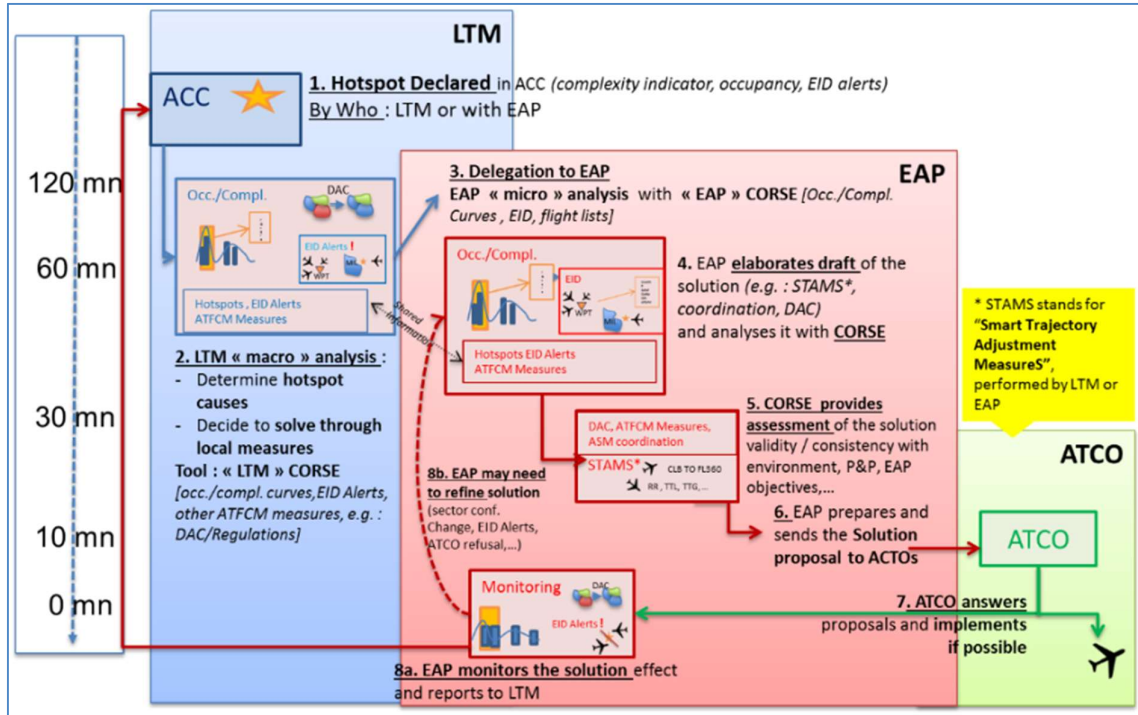 LTM
ACC
1. Hotspot Declared in ACC (complexity indicator, occupancy, EID alerts)
By Who : LTM or with EAP
120 mn
60 mn
30 mn
10 mn
0 mn
Occ./Compl.
DAC
EID Alerts !
WPT
MIL
Hotspots , EID Alerts
ATFCM Measures
Shared
information
2. LTM « macro » analysis :
- Determine hotspot
causes
- Decide to solve through
local measures
Tool : « LTM » CORSE
[occ./compl. curves,EID Alerts,
other ATFCM measures, e.g. :
DAC/Regulations]
EAP
3. Delegation to EAP
EAP « micro » analysis with « EAP » CORSE [Occ./Compl.
Curves , EID, flight lists]
Occ./Compl.
EID
WPT
MIL
Hotspots EID Alerts
ATFCM Measures
4. EAP elaborates draft of the
solution (e.g. : STAMS*,
coordination, DAC)
and analyses it with CORSE
* STAMS stands for
"Smart Trajectory
Adjustment
MeasureS",
performed by LTM or
EAP
DAC, ATFCM Measures,
ASM coordination
STAMS*
CLB TO FL360
RR , TTL, TTG, ...
5. CORSE provides
assessment of the solution
validity / consistency with
environment, P&P, EAP
objectives,...
8b. EAP may need
to refine solution
(sector conf.
Change, EID Alerts,
ATCO refusal,...)
6. EAP prepares and
sends the Solution
proposal to ACTOs
ATCO
ATCO
Monitoring
DAC
EID Alerts !
7. ATCO answers
proposals and implements
if possible
8a. EAP monitors the solution effect
and reports to LTM